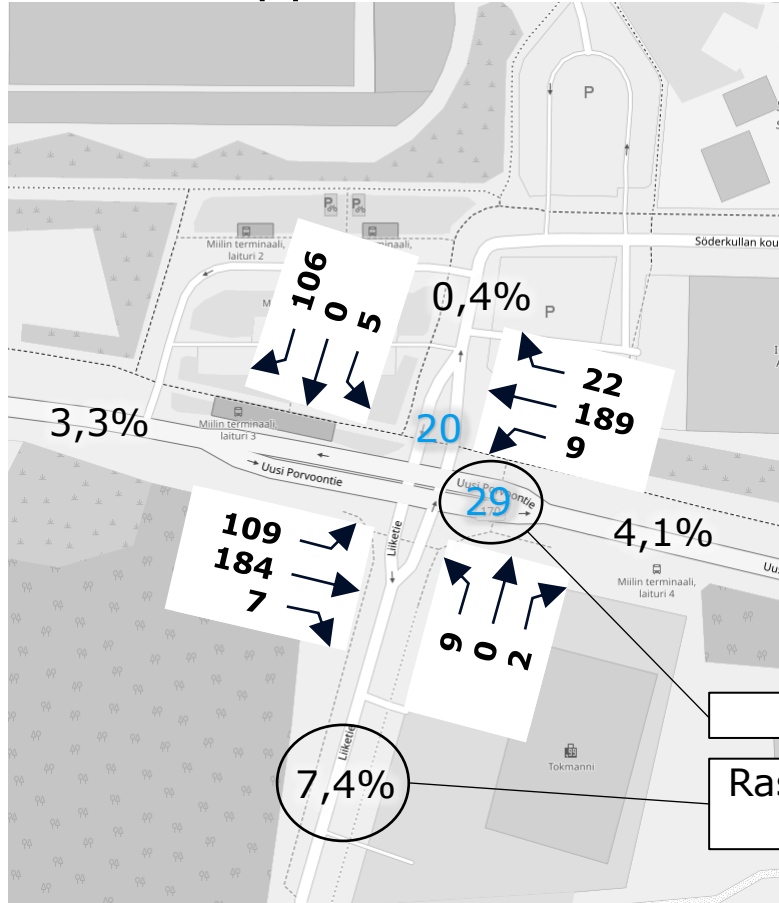 P
P
P
Miilin terminaali,
laituri 2
Söderkullan kou
106
0
5
0,4%
P
22
189
9
3,3%
Miilin terminaali,
laituri 3
20
Uusi Porvoontie
Uusi Porvoontie
170
29
4,1%
109
184
7
Liiketie
Miilin terminaali,
laituri 4
Uu
9
0
2
Liiketie
Tokmanni
7,4%
Ras